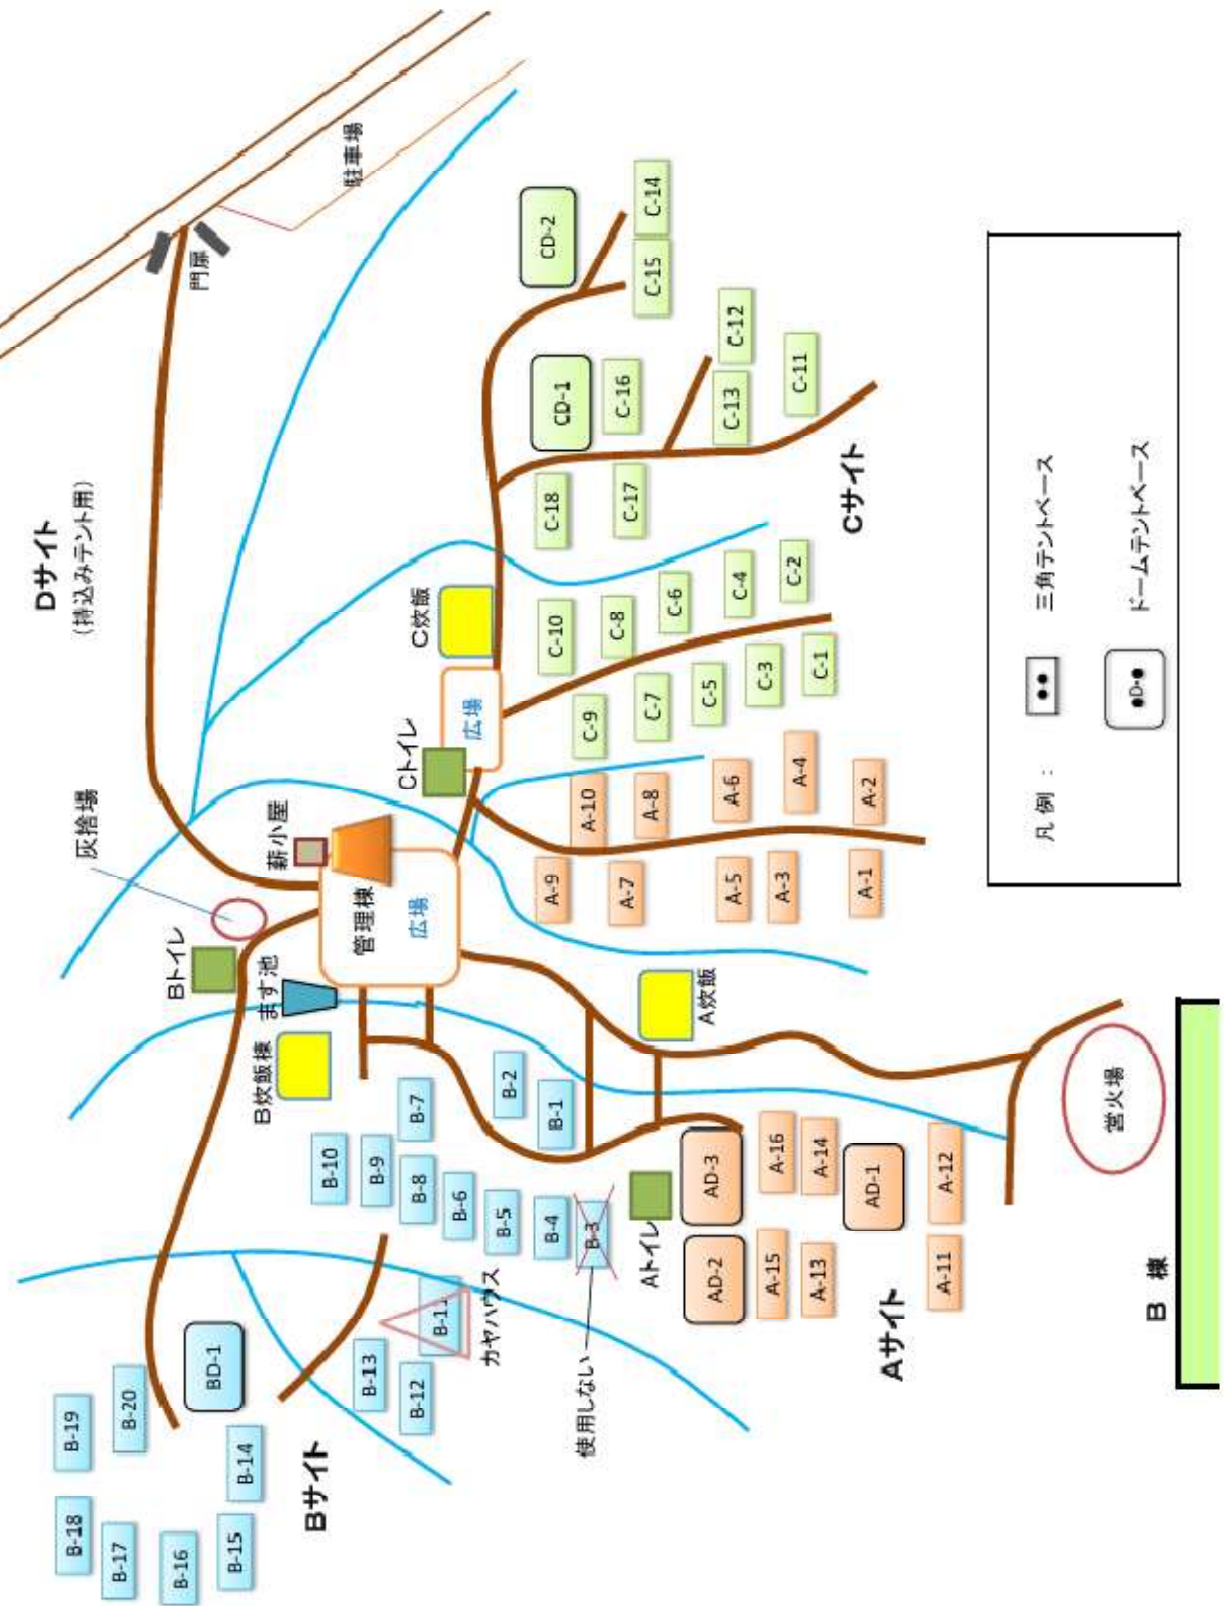 Dサイト
(持込みテント用)
門扉
駐車場
灰捨場
薪小屋
管理棟
広場
Bトイレ
ます池
B炊飯棟
Cトイレ
広場
C炊飯
CD-2
C-14
C-15
CD-1
C-16
C-12
C-13
C-11
C-18
C-17
Cサイト
C-10
C-8
C-6
C-4
C-2
C-9
C-7
C-5
C-3
C-1
A-10
A-8
A-6
A-4
A-2
A-9
A-7
A-5
A-3
A-1
A炊飯
B-2
B-1
B-7
B-10
B-9
B-8
B-6
B-5
B-4
B-3
使用しない
Aトイレ
AD-3
AD-2
A-16
A-14
AD-1
A-12
A-15
A-13
A-11
Aサイト
B-11
カヤハウス
B-13
B-12
BD-1
B-20
B-19
B-14
B-18
B-17
B-16
B-15
Bサイト
営火場
B 棟
凡 例 :
●● 三角テントベース
●D-● ドームテントベース